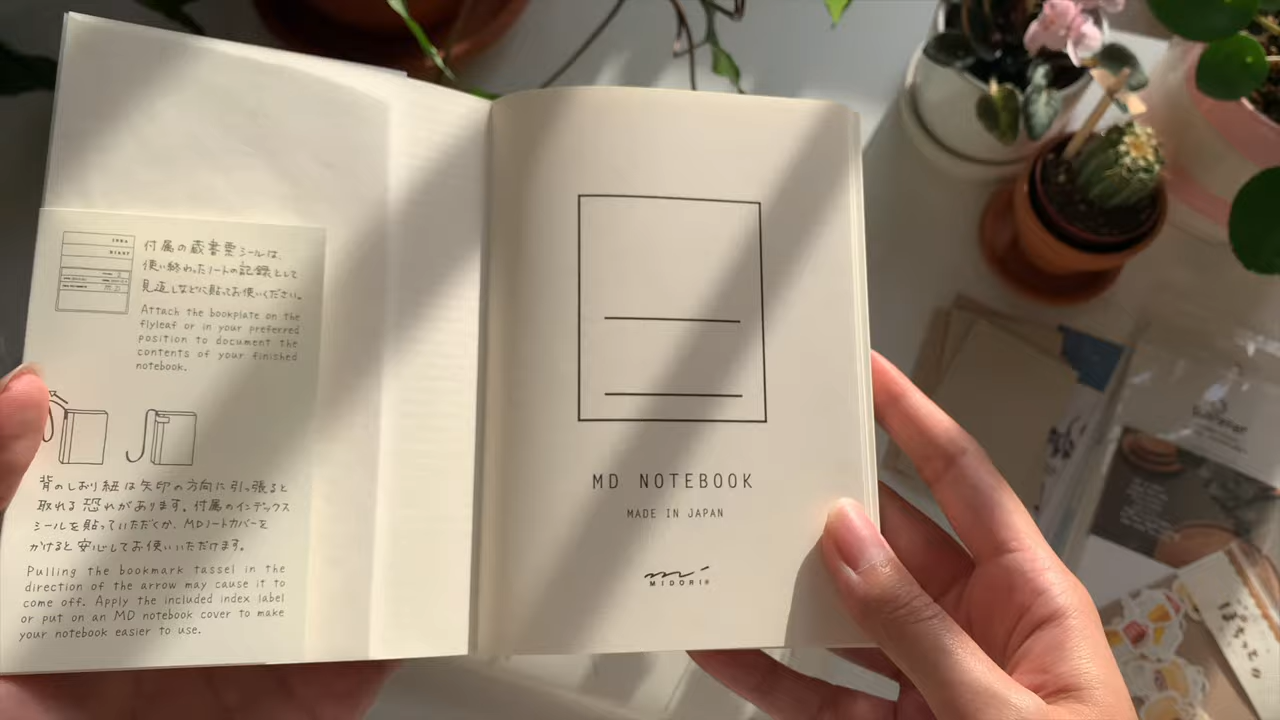 IDEA
DIARY
付属の蔵書票シールは、
使い終わったノートの記録として
見返しなどに貼ってお使いください。
Attach the bookplate on the
flyleaf or in your preferred
position to document the
contents of your finished
notebook.
背のしおり紐は矢印の方向に引っ張ると
取れる恐れがあります。付属のインデックス
シールを貼っていただくか、MDノートカバーを
かけると安心してお使いいただけます。
Pulling the bookmark tassel in the
direction of the arrow may cause it to
come off. Apply the included index label
or put on an MD notebook cover to make
your notebook easier to use.
MD NOTEBOOK
MADE IN JAPAN
MIDORI®